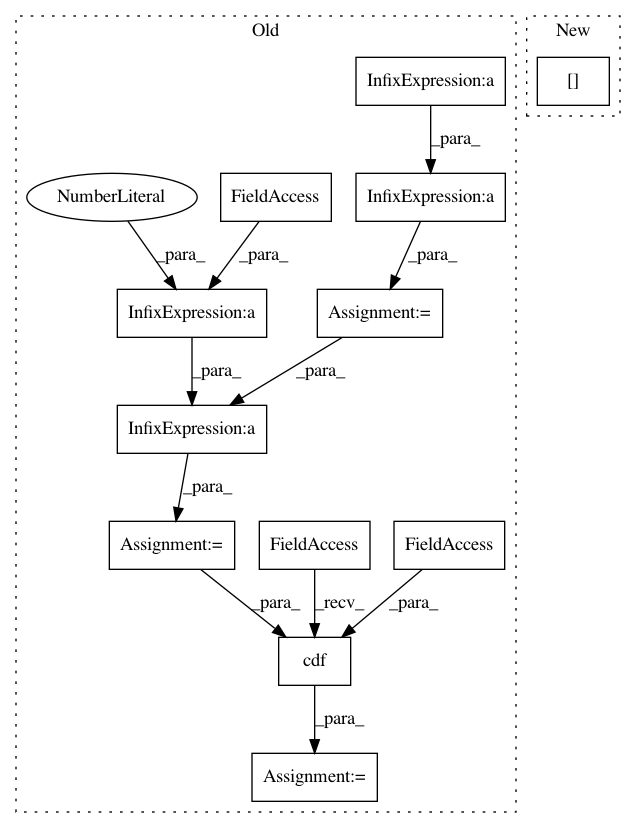 Old
New
InfixExpression:a
[]
_para_
NumberLiteral
FieldAccess
InfixExpression:a
_para_
_para_
_para_
InfixExpression:a
Assignment:=
_para_
_para_
InfixExpression:a
_para_
Assignment:=
FieldAccess
FieldAccess
_para_
_recv_
_para_
cdf
_para_
Assignment:=